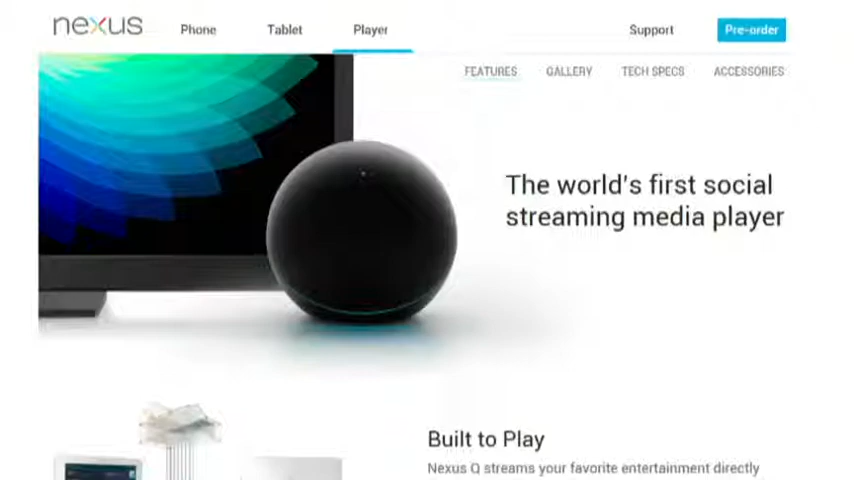 nexus
Phone
Tablet
Player
Support
Pre-order
FEATURES
GALLERY
TECH SPECS
ACCESSORIES
The world's first social
streaming media player
Built to Play
Nexus Q streams your favorite entertainment directly